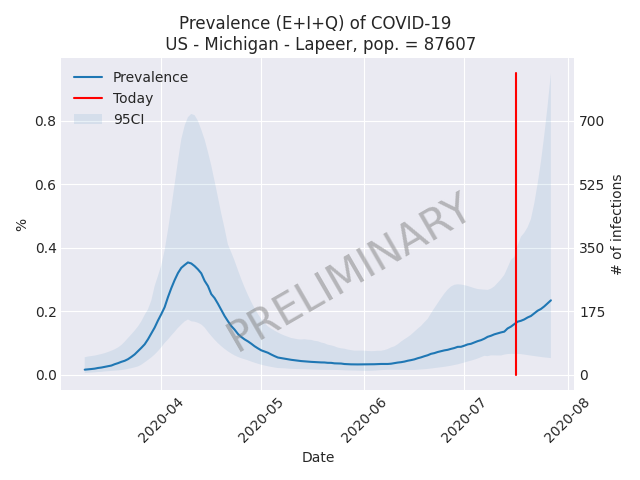 Prevalence (E+I+Q) of COVID-19
US - Michigan - Lapeer, pop. = 87607
Prevalence
Today
95CI
PRELIMINARY
%
0.8
0.6
0.4
0.2
0.0
700
525
350
175
0
# of infections
2020-04
2020-05
2020-06
2020-07
2020-08
Date